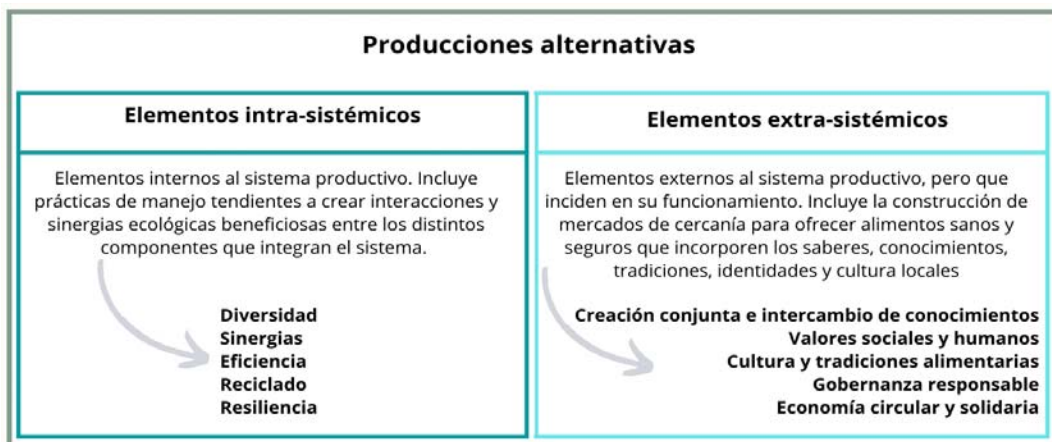 Producciones alternativas
Elementos intra-sistémicos
Elementos internos al sistema productivo. Incluye
prácticas de manejo tendientes a crear interacciones y
sinergias ecológicas beneficiosas entre los distintos
componentes que integran el sistema.
Diversidad
Sinergias
Eficiencia
Reciclado
Resiliencia
Elementos extra-sistémicos
Elementos externos al sistema productivo, pero que
inciden en su funcionamiento. Incluye la construcción de
mercados de cercanía para ofrecer alimentos sanos y
seguros que incorporen los saberes, conocimientos,
tradiciones, identidades y cultura locales
Creación conjunta e intercambio de conocimientos
Valores sociales y humanos
Cultura y tradiciones alimentarias
Gobernanza responsable
Economía circular y solidaria